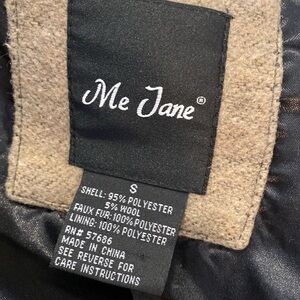 Me Jane®
S
SHELL: 95% POLYESTER
5% WOOL
FAUX FUR: 100% POLYESTER
LINING: 100% POLYESTER
RN# 57686
MADE IN CHINA
SEE REVERSE FOR
CARE INSTRUCTIONS